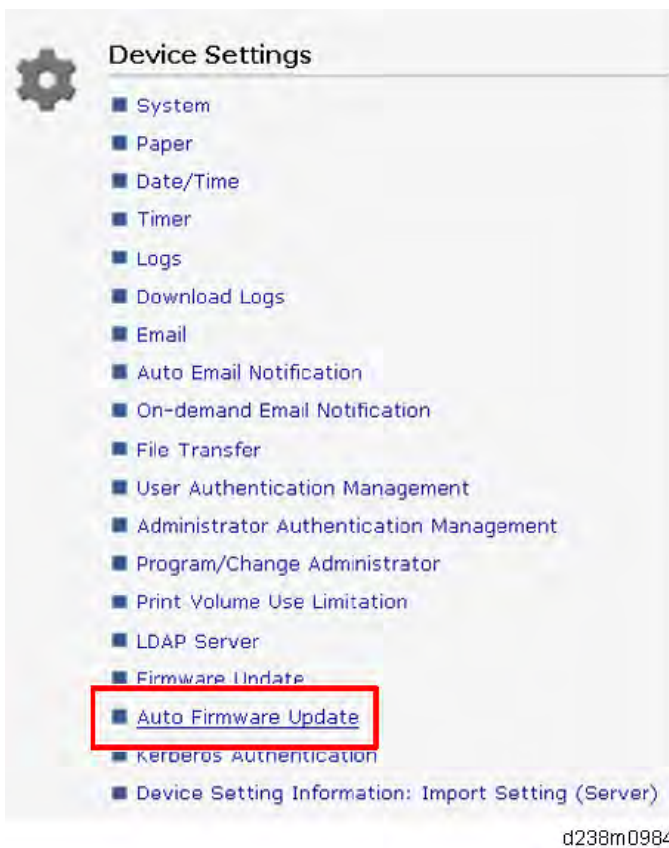 Device Settings
System
Paper
Date/Time
Timer
Logs
Download Logs
Email
Auto Email Notification
On-demand Email Notification
File Transfer
User Authentication Management
Administrator Authentication Management
Program/Change Administrator
Print Volume Use Limitation
LDAP Server
Firmware Update
Auto Firmware Update
Kerberos Authentication
Device Setting Information: Import Setting (Server)
d238m0984